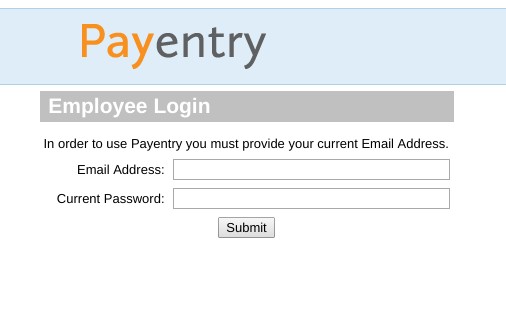 Payentry
Employee Login
In order to use Payentry you must provide your current Email Address.
Email Address:
Current Password:
Submit